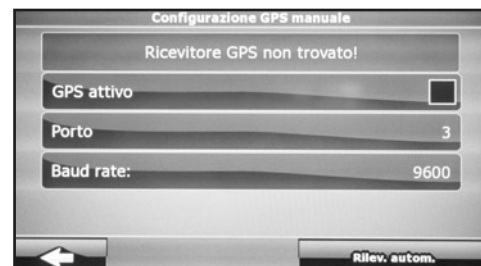 Configurazione GPS manuale
Ricevitore GPS non trovato!
GPS attivo
Porto 3
Baud rate: 9600
Rilev. autom.